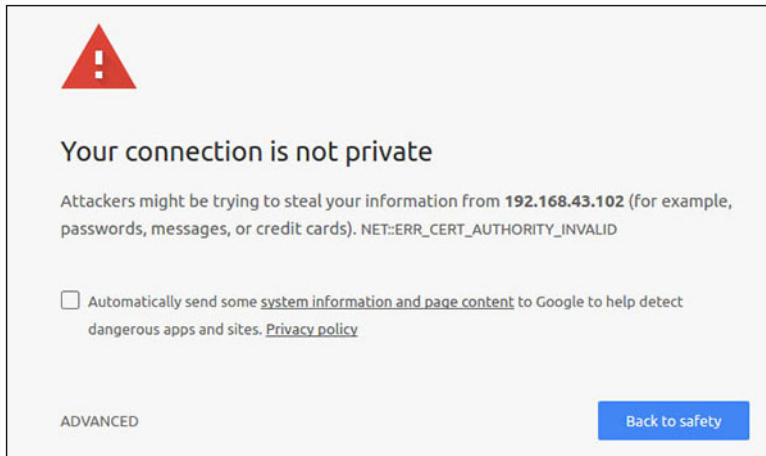 Your connection is not private
Attackers might be trying to steal your information from 192.168.43.102 (for example,
passwords, messages, or credit cards). NET::ERR_CERT_AUTHORITY_INVALID
Automatically send some system information and page content to Google to help detect
dangerous apps and sites. Privacy policy
ADVANCED
Back to safety